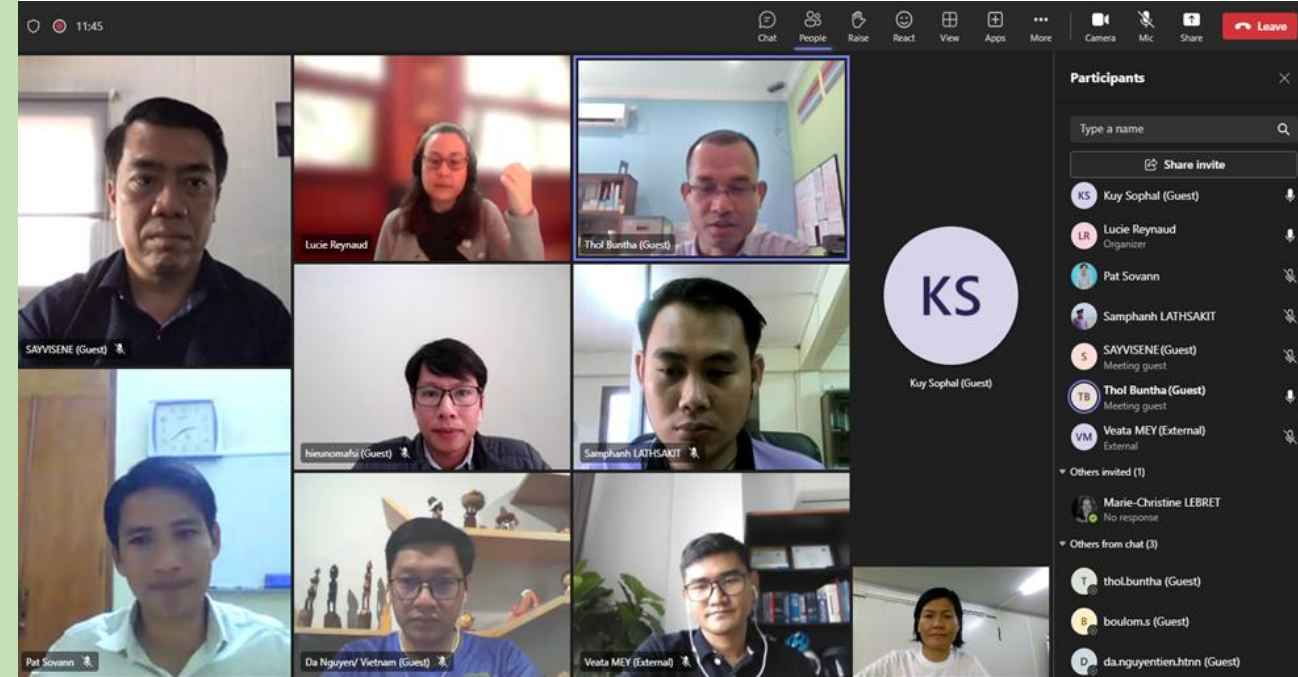 11:45
Chat
People
Raise
React
View
Apps
More
Camera
Mic
Share
Leave
SAYVISENE (Guest)
Lucie Reynaud
Thol Buntha (Guest)
hieunomafsi (Guest)
Samphanh LATHSAKIT
KS
Kuy Sophal (Guest)
Pat Sovann
Da Nguyen/ Vietnam (Guest)
Veata MEY (External)
Participants
Type a name
Share invite
KS Kuy Sophal (Guest)
LR Lucie Reynaud
Organizer
Pat Sovann
Samphanh LATHSAKIT
S SAYVISENE (Guest)
Meeting guest
TB Thol Buntha (Guest)
Meeting guest
VM Veata MEY (External)
External
Others invited (1)
Marie-Christine LEBRET
No response
Others from chat (3)
T thol.buntha (Guest)
B boulom.s (Guest)
D da.nguyentien.htnn (Guest)